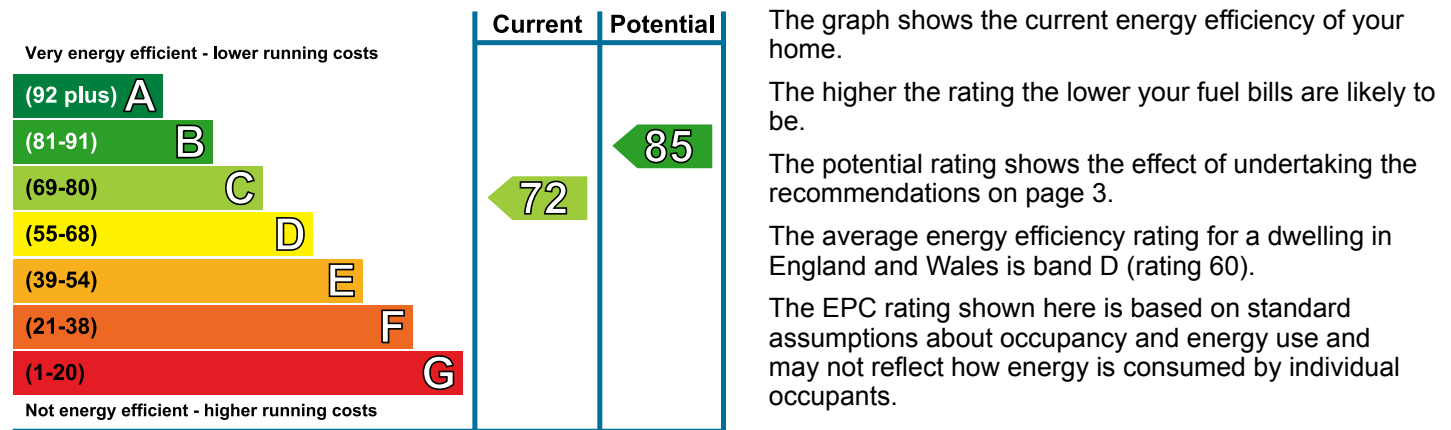 Current Potential
Very energy efficient - lower running costs
(92 plus) A
(81-91) B
(69-80) C
(55-68) D
(39-54) E
(21-38) F
(1-20) G
Not energy efficient - higher running costs
72
85
The graph shows the current energy efficiency of your
home.
The higher the rating the lower your fuel bills are likely to
be.
The potential rating shows the effect of undertaking the
recommendations on page 3.
The average energy efficiency rating for a dwelling in
England and Wales is band D (rating 60).
The EPC rating shown here is based on standard
assumptions about occupancy and energy use and
may not reflect how energy is consumed by individual
occupants.